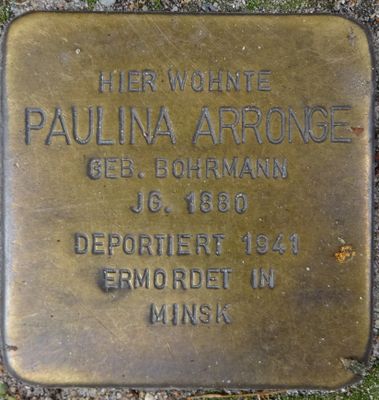 HIER WOHNTE
PAULINA ARRONGE
GEB. BOHRMANN
JG. 1880
DEPORTIERT 1941
ERMORDET IN
MINSK